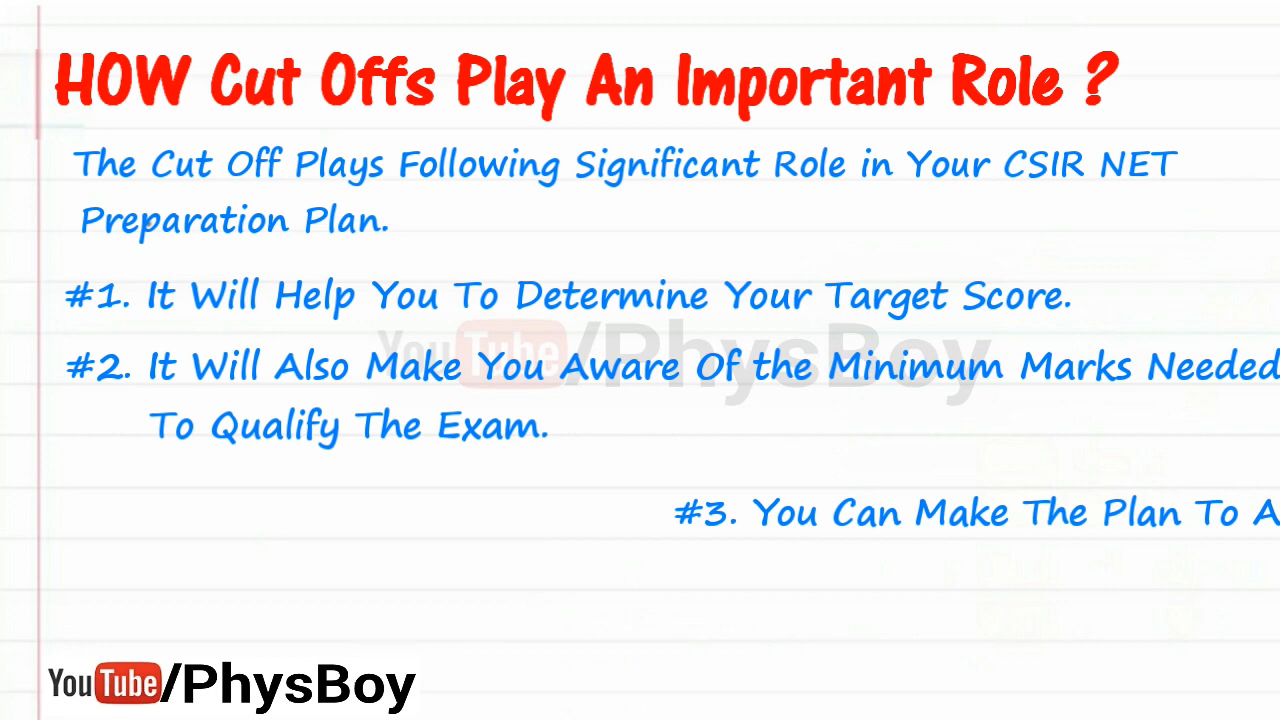 HOW Cut Offs Play An Important Role ?
The Cut Off Plays Following Significant Role in Your CSIR NET
Preparation Plan.
#1. It Will Help You To Determine Your Target Score.
YouTube/PhysBoy
#2. It Will Also Make You Aware Of the Minimum Marks Needed
To Qualify The Exam.
#3. You Can Make The Plan To A
YouTube/PhysBoy